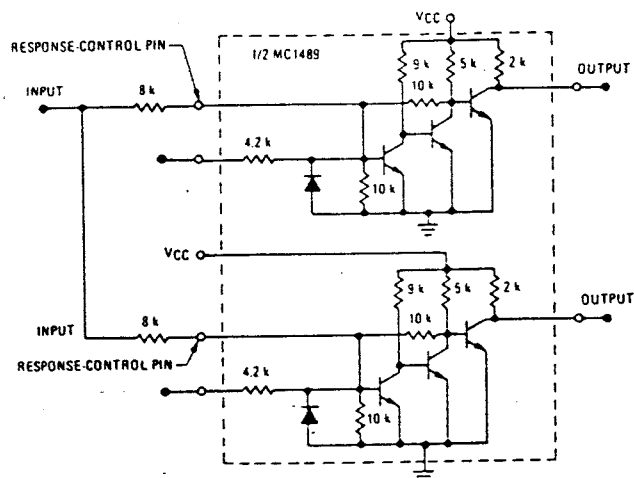 VCC
RESPONSE-CONTROL PIN
1/2 MC1489
9 k
5 k
2 k
OUTPUT
INPUT
8 k
10 k
4.2 k
10 k
VCC
9 k
5 k
2 k
OUTPUT
INPUT
8 k
10 k
RESPONSE-CONTROL PIN
4.2 k
10 k